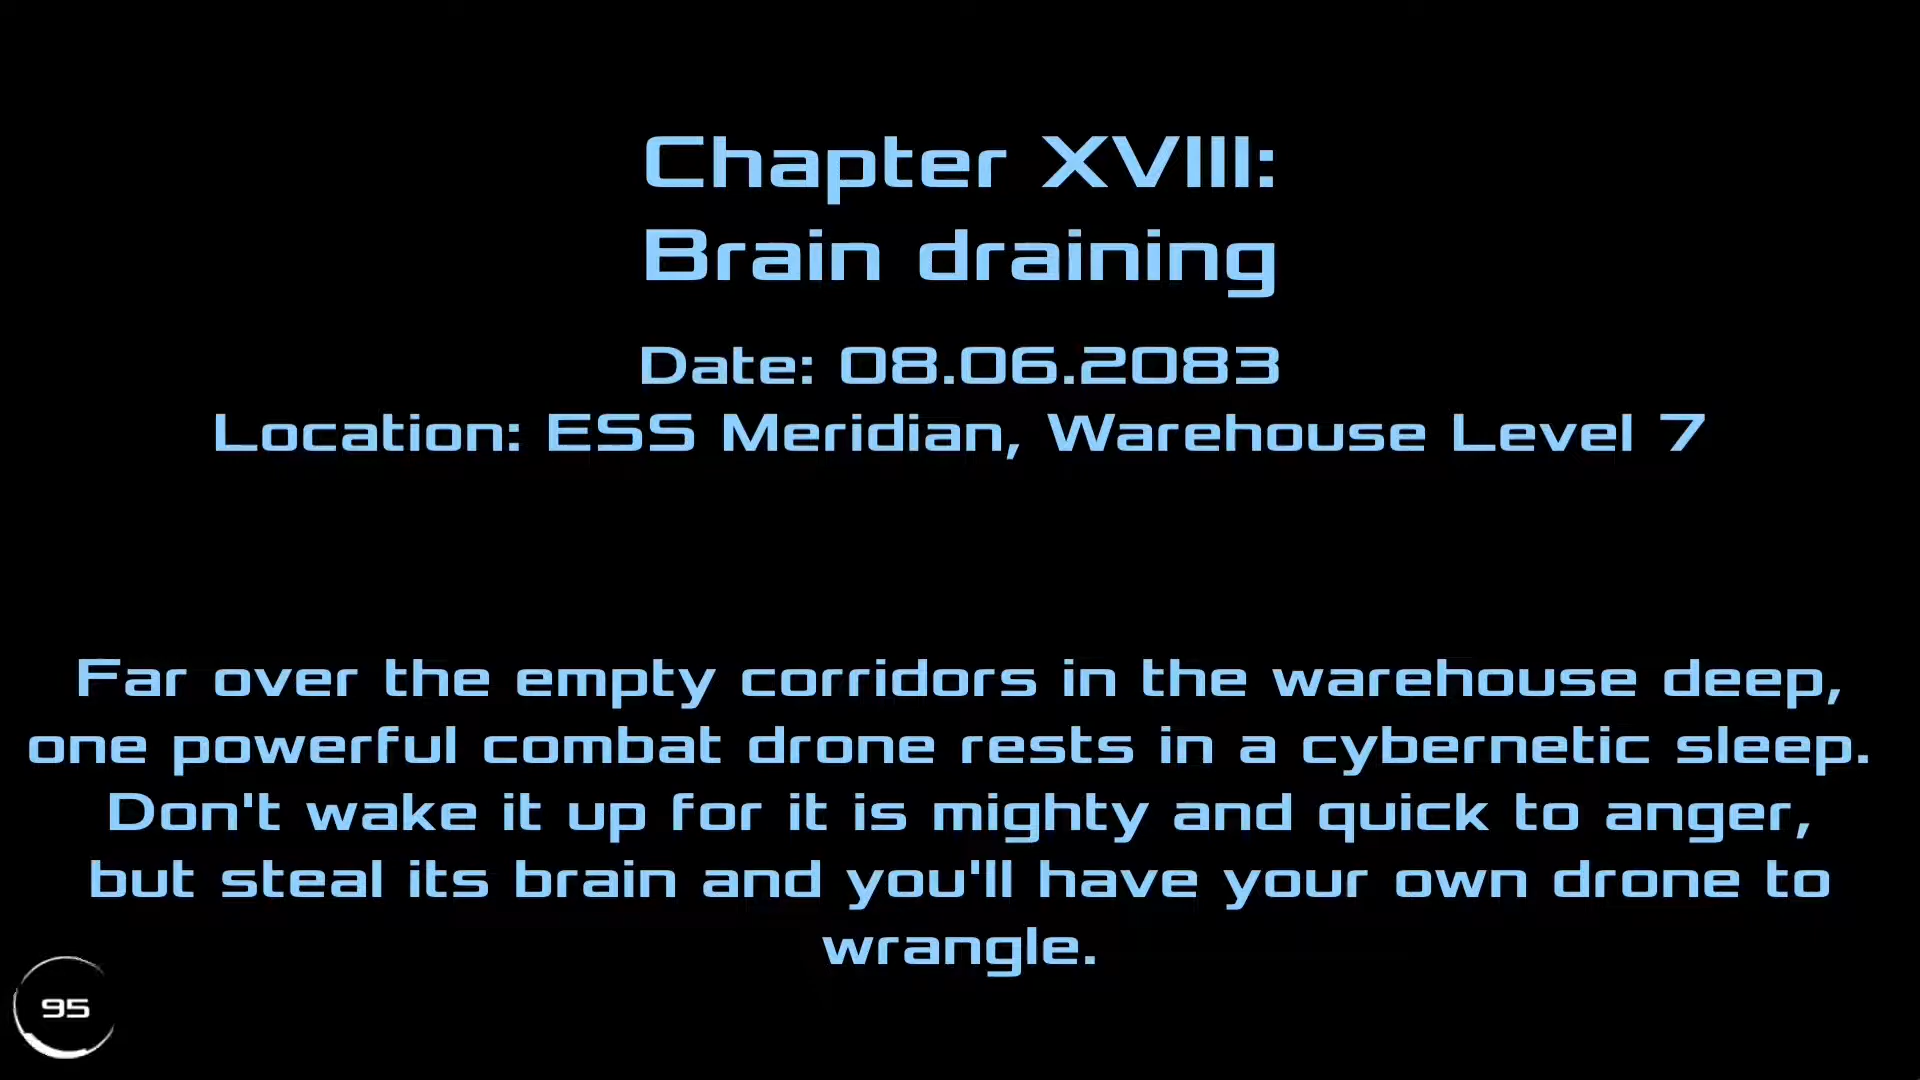 Chapter XVIII:
Brain draining
Date: 08.06.2083
Location: ESS Meridian, Warehouse Level 7
Far over the empty corridors in the warehouse deep,
one powerful combat drone rests in a cybernetic sleep.
Don't wake it up for it is mighty and quick to anger,
but steal its brain and you'll have your own drone to
wrangle.
95